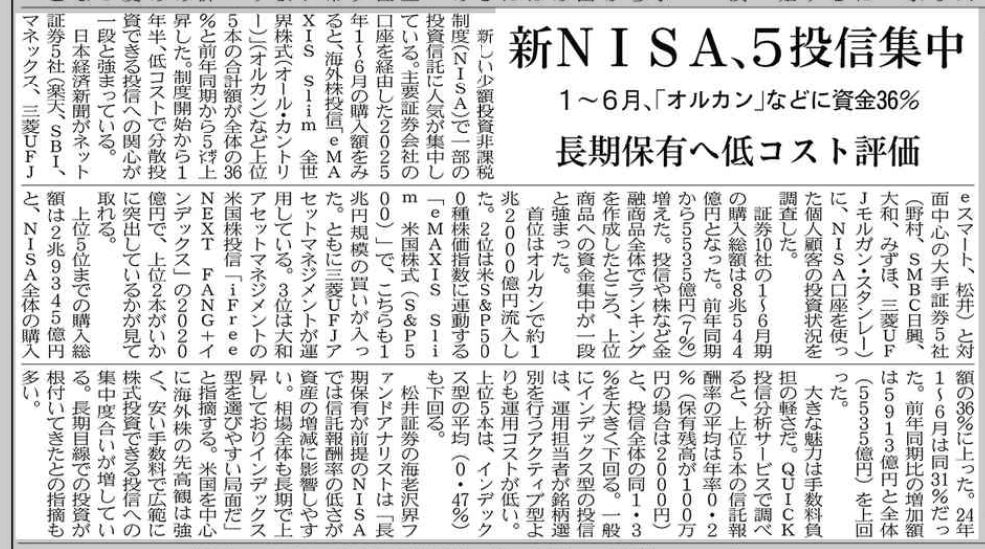 新NISA、5投信集中
1〜6月、「オルカン」などに資金36%
長期保有へ低コスト評価
新しい少額投資非課税
制度(NISA)で一部の
投資信託に人気が集中し
ている。主要証券会社の
口座を経由した2025
年1〜6月の購入額をみ
ると、海外株投信「eMA
XIS Slim 全世
界株式(オール・カントリ
ー)」(オルカン)など上位
5本の合計額が全体の36
%と前年同期から5ポイント上
昇した。制度開始から1
年半、低コストで分散投
資できる投信への関心が
一段と強まっている。
日本経済新聞がネット
証券5社(楽天、SBI、
マネックス、三菱UFJ
eスマート、松井)と対
面中心の大手証券5社
(野村、SMBC日興、
大和、みずほ、三菱UF
Jモルガン・スタンレー)
に、NISA口座を使っ
た個人顧客の投資状況を
調査した。
証券10社の1〜6月期
の購入総額は8兆544
億円となった。前年同期
から5535億円(7%)
増えた。投信や株など金
融商品全体でランキング
を作成したところ、上位
商品への資金集中が一段
と強まった。
首位はオルカンで約1
兆2000億円流入し
た。2位は米S&P50
0種株価指数に連動する
「eMAXIS Sli
m 米国株式(S&P5
00)」で、こちらも1
兆円規模の買いが入っ
た。ともに三菱UFJア
セットマネジメントが運
用している。3位は大和
アセットマネジメントの
米国株投信「iFree
NEXT FANG+イ
ンデックス」の2020
億円で、上位2本がいか
に突出しているかが見て
取れる。
上位5位までの購入総
額は2兆9345億円
と、NISA全体の購入
額の36%に上った。24年
1〜6月は同31%だっ
た。前年同期比の増加額
は5913億円と全体
(5535億円)を上回
った。
大きな魅力は手数料負
担の軽さだ。QUICK
投信分析サービスで調べ
ると、上位5本の信託報
酬率の平均は年率0・2
%(保有残高が100万
円の場合は2000円)
と、投信全体の同1・3
%を大きく下回る。一般
にインデックス型の投信
は、運用担当者が銘柄選
別を行うアクティブ型よ
りも運用コストが低い。
上位5本は、インデック
ス型の平均(0・47%)
も下回る。
松井証券の海老沢界フ
ァンドアナリストは「長
期保有が前提のNISA
では信託報酬率の低さが
資産の増減に影響しやす
い。相場全体も長期で上
昇しておりインデックス
型を選びやすい局面だ」
と指摘する。米国を中心
に海外株の先高観は強
く、安い手数料で広範に
株式投資できる投信への
集中度合いが増してい
る。長期目線での投資が
根付いてきたとの指摘も
多い。